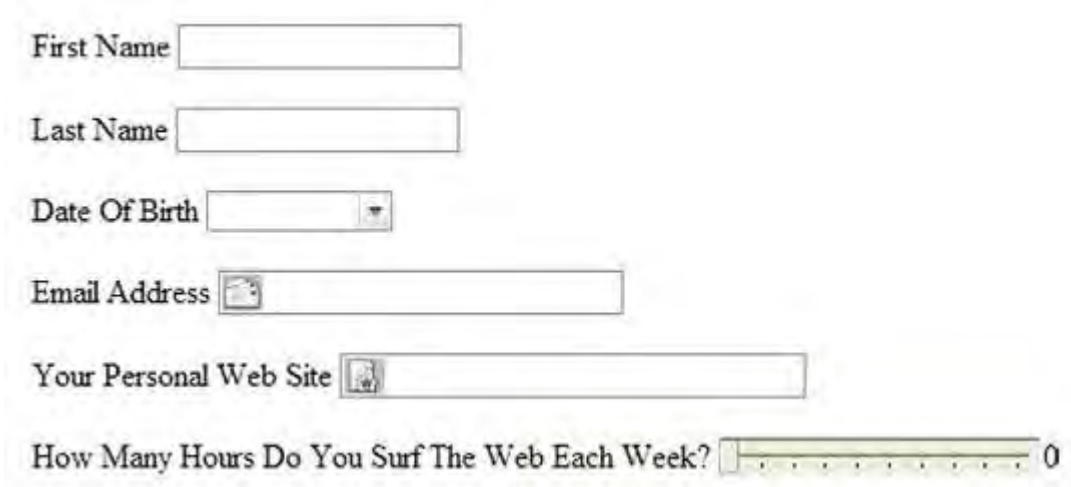 First Name
Last Name
Date Of Birth
Email Address
Your Personal Web Site
How Many Hours Do You Surf The Web Each Week? 0